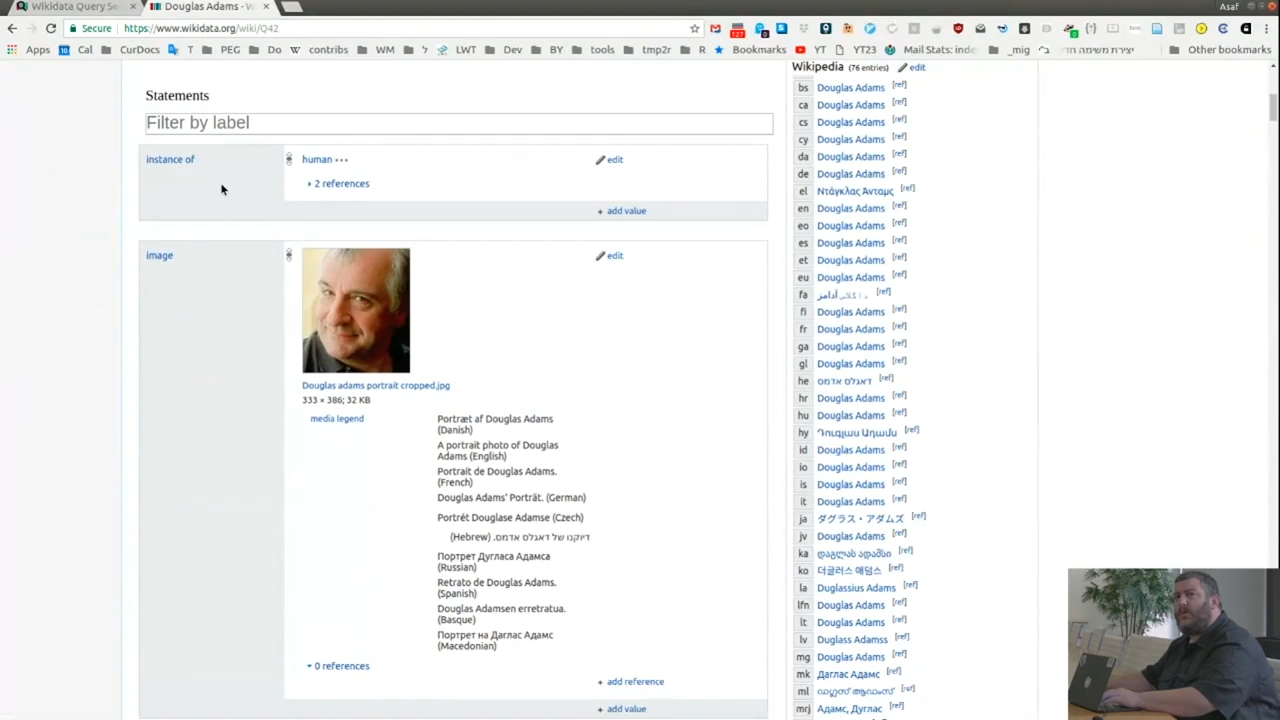 Wikidata Query Se
Douglas Adams - W
Asaf
Secure
https://www.wikidata.org/wiki/Q42
127
Apps
10
Cal
CurDocs
T
PEG
Do
contribs
WM
ל
LWT
Dev
BY
tools
tmp2r
R
Bookmarks
YT
YT23
Mail Stats: inde
_mig
Other bookmarks
Statements
Filter by label
instance of
human
edit
2 references
+ add value
image
edit
Douglas adams portrait cropped.jpg
333 × 386; 32 KB
media legend
Portræt af Douglas Adams
(Danish)
A portrait photo of Douglas
Adams (English)
Portrait de Douglas Adams.
(French)
Douglas Adams' Porträt. (German)
Portrét Douglase Adamse (Czech)
דיוקנו של דאגלס אדמס. (Hebrew)
Портрет Дугласа Адамса
(Russian)
Retrato de Douglas Adams.
(Spanish)
Douglas Adamsen erretratua.
(Basque)
Портрет на Даглас Адамс
(Macedonian)
0 references
+ add reference
+ add value
Wikipedia (76 entries) edit
bs Douglas Adams [ref]
ca Douglas Adams [ref]
cs Douglas Adams [ref]
cy Douglas Adams [ref]
da Douglas Adams [ref]
de Douglas Adams [ref]
el Ντάγκλας Άνταμς [ref]
en Douglas Adams [ref]
eo Douglas Adams [ref]
es Douglas Adams [ref]
et Douglas Adams [ref]
eu Douglas Adams [ref]
fa داگلاس آدامز [ref]
fi Douglas Adams [ref]
fr Douglas Adams [ref]
ga Douglas Adams [ref]
gl Douglas Adams [ref]
he דאגלס אדמס [ref]
hr Douglas Adams [ref]
hu Douglas Adams [ref]
hy Դուգլաս Ադամս [ref]
id Douglas Adams [ref]
io Douglas Adams [ref]
is Douglas Adams [ref]
it Douglas Adams [ref]
ja ダグラス・アダムズ [ref]
jv Douglas Adams [ref]
ka დაგლას ადამსი [ref]
ko 더글러스 애덤스 [ref]
la Duglassius Adams [ref]
lfn Douglas Adams [ref]
lt Douglas Adams [ref]
lv Duglass Adamss [ref]
mg Douglas Adams [ref]
mk Даглас Адамс [ref]
ml ഡഗ്ലസ് ആഡംസ് [ref]
mrj Адамс, Дуглас [ref]